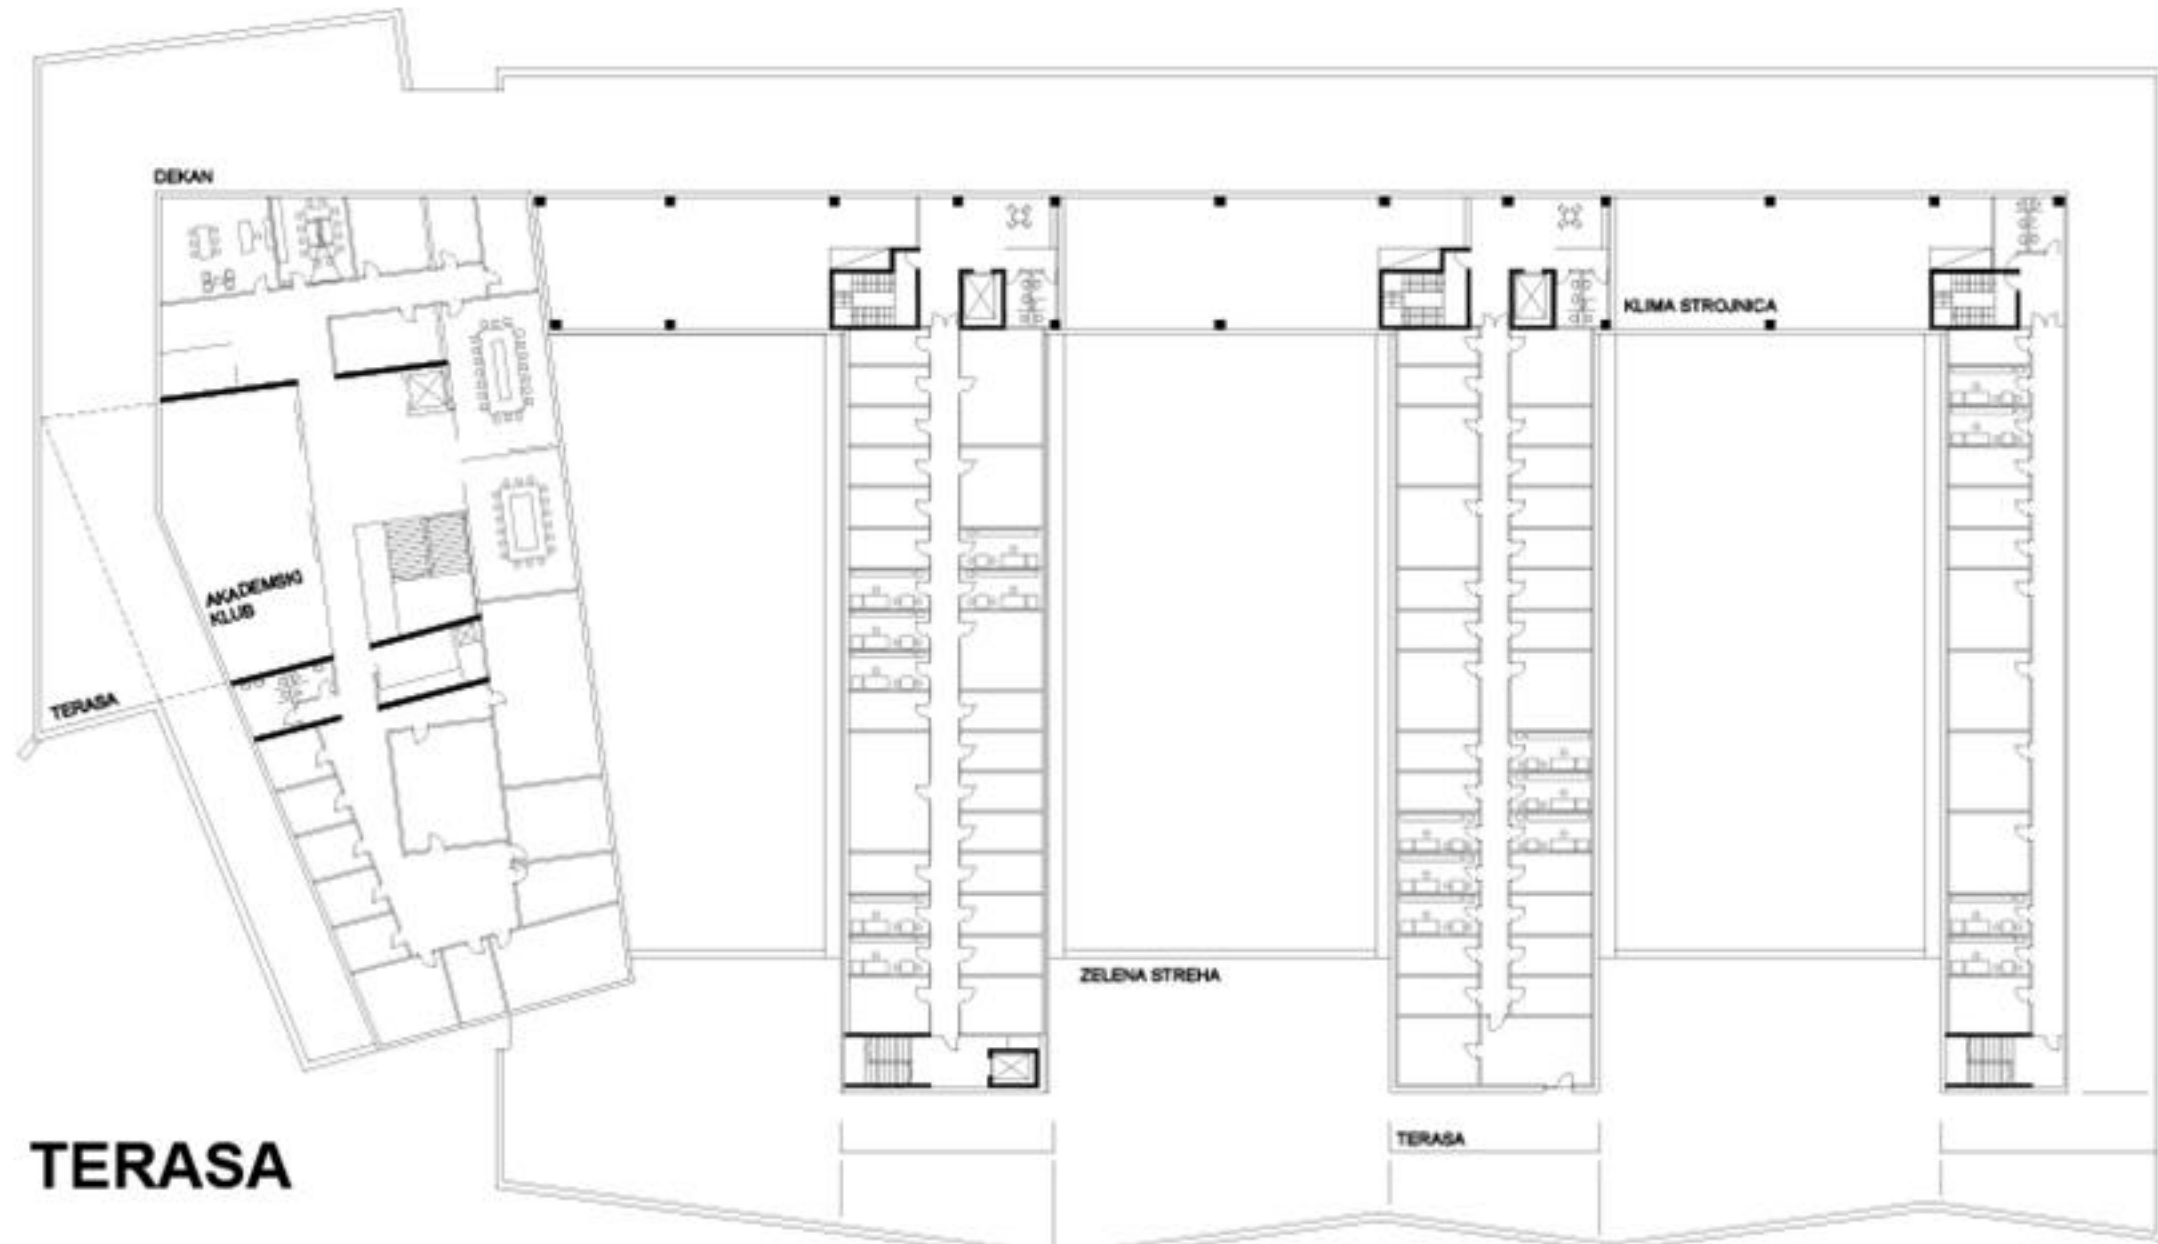 DEKAN
KLIMA STROJNICA
AKADEMSKI
KLUB
TERASA
ZELENA STREHA
TERASA
TERASA